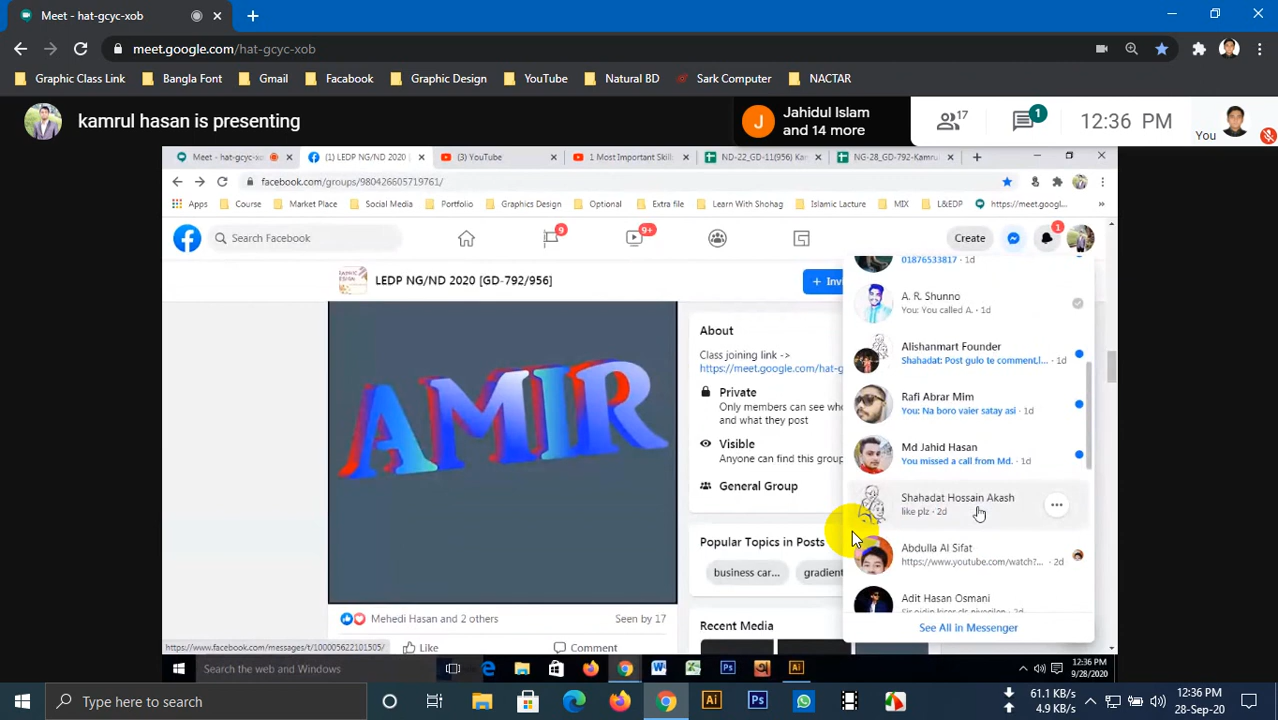 Meet - hat-gcyc-xob
meet.google.com/hat-gcyc-xob
Graphic Class Link
Bangla Font
Gmail
Facabook
Graphic Design
YouTube
Natural BD
Sark Computer
NACTAR
kamrul hasan is presenting
J
Jahidul Islam
and 14 more
17
1
12:36 PM
You
Meet - hat-gcyc-xo
(1) LEDP NG/ND 2020 [
(3) YouTube
1 Most Important Skill
ND-22_GD-11(956) Ka
NG-28_GD-792-Kamru
facebook.com/groups/980426605719761/
Apps
Course
Market Place
Social Media
Portfolio
Graphics Design
Optional
Extra file
Learn With Shohag
Islamic Lecture
MIX
L&EDP
https://meet.googl...
Search Facebook
9
9+
Create
1
LEDP NG/ND 2020 [GD-792/956]
+ Invi
AMIR
About
Class joining link ->
https://meet.google.com/hat-g
Private
Only members can see who
and what they post
Visible
Anyone can find this group
General Group
Popular Topics in Posts
business car...
gradient
Recent Media
01876533817 · 1d
A. R. Shunno
You: You called A. · 1d
Alishanmart Founder
Shahadat: Post gulo te comment,l... · 1d
Rafi Abrar Mim
You: Na boro vaier satay asi · 1d
Md Jahid Hasan
You missed a call from Md. · 1d
Shahadat Hossain Akash
like plz · 2d
Abdulla Al Sifat
https://www.youtube.com/watch?... · 2d
Adit Hasan Osmani
See All in Messenger
Mehedi Hasan and 2 others
Seen by 17
Like
Comment
https://www.facebook.com/messages/t/100005622101505/
Search the web and Windows
12:36 PM
9/28/2020
Type here to search
61.1 KB/s
4.9 KB/s
12:36 PM
28-Sep-20